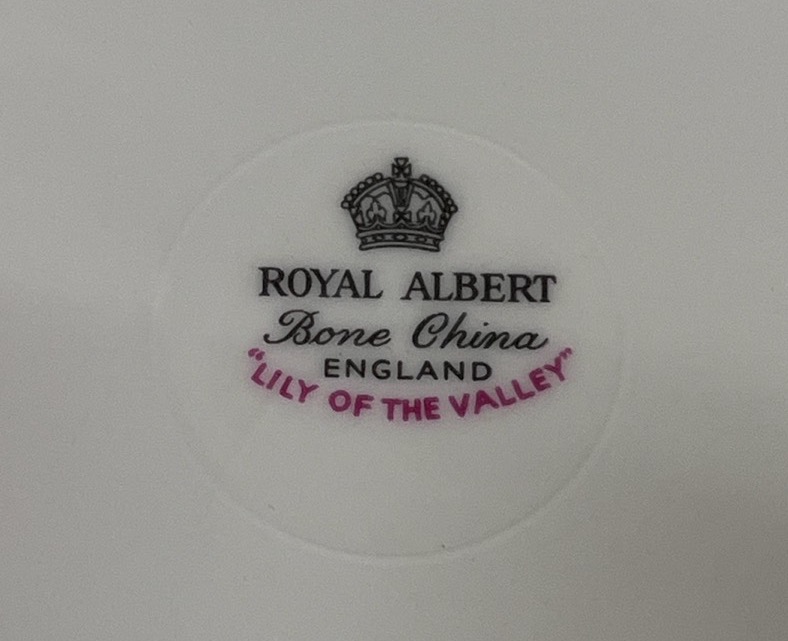 ROYAL ALBERT
Bone China
ENGLAND
"LILY OF THE VALLEY"